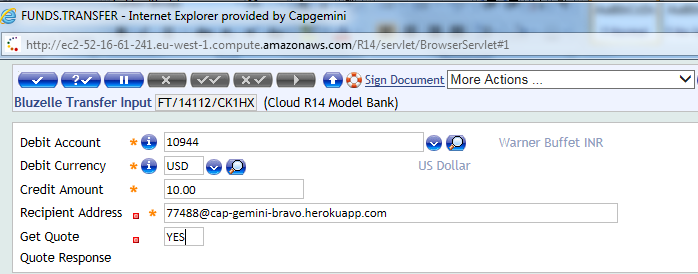 FUNDS.TRANSFER - Internet Explorer provided by Capgemini
http://ec2-52-16-61-241.eu-west-1.compute.amazonaws.com/R14/servlet/BrowserServlet#1
Sign Document More Actions ...
Bluzelle Transfer Input FT/14112/CK1HX (Cloud R14 Model Bank)
Debit Account * 10944 Warner Buffet INR
Debit Currency * USD US Dollar
Credit Amount 10.00
Recipient Address * 77488@cap-gemini-bravo.herokuapp.com
Get Quote YES
Quote Response